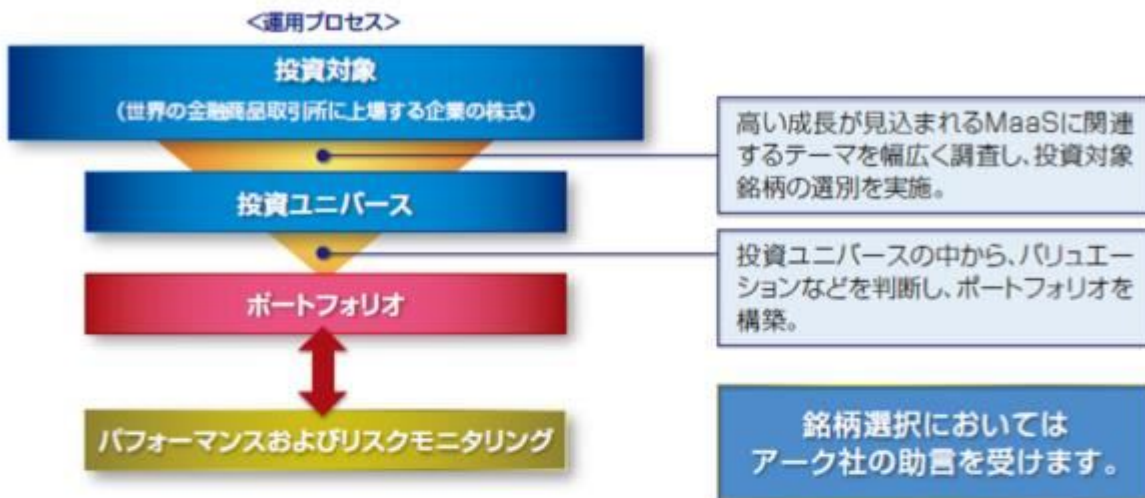 ＜運用プロセス＞
投資対象
（世界の金融商品取引所に上場する企業の株式）
高い成長が見込まれるMaaSに関連
するテーマを幅広く調査し、投資対象
銘柄の選別を実施。
投資ユニバース
投資ユニバースの中から、バリュエー
ションなどを判断し、ポートフォリオを
構築。
ポートフォリオ
パフォーマンスおよびリスクモニタリング
銘柄選択においては
アーク社の助言を受けます。